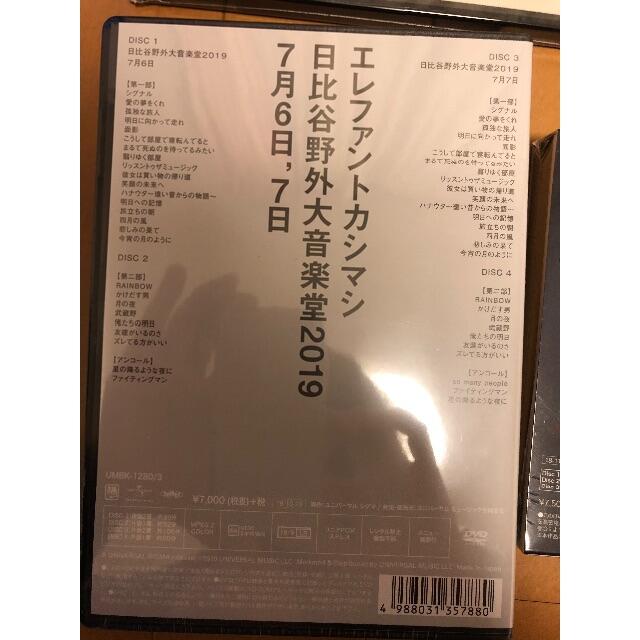 エレファントカシマシ
日比谷野外大音楽堂2019
7月6日,7日
DISC 1
日比谷野外大音楽堂2019
7月6日
【第一部】
シグナル
愛の夢をくれ
孤独な旅人
明日に向かって走れ
面影
こうして部屋で寝転んでると
まるで死ぬのを待ってるみたい
翳りゆく部屋
リッスントゥザミュージック
彼女は買い物の帰り道
笑顔の未来へ
ハナウタ~遠い昔からの物語~
明日への記憶
旅立ちの朝
四月の風
悲しみの果て
今宵の月のように
DISC 2
【第二部】
RAINBOW
かけだす男
月の夜
武蔵野
俺たちの明日
友達がいるのさ
ズレてる方がいい
【アンコール】
星の降るような夜に
ファイティングマン
DISC 3
日比谷野外大音楽堂2019
7月7日
【第一部】
シグナル
愛の夢をくれ
孤独な旅人
明日に向かって走れ
面影
こうして部屋で寝転んでると
まるで死ぬのを待ってるみたい
翳りゆく部屋
リッスントゥザミュージック
彼女は買い物の帰り道
笑顔の未来へ
ハナウタ~遠い昔からの物語~
明日への記憶
旅立ちの朝
四月の風
悲しみの果て
今宵の月のように
DISC 4
【第二部】
RAINBOW
かけだす男
月の夜
武蔵野
俺たちの明日
友達がいるのさ
ズレてる方がいい
【アンコール】
so many people
ファイティングマン
星の降るような夜に
UMBK-1280/3
¥7,000 (税抜)+税
MPEG 2
COLOR
DVD
4 988031 357880